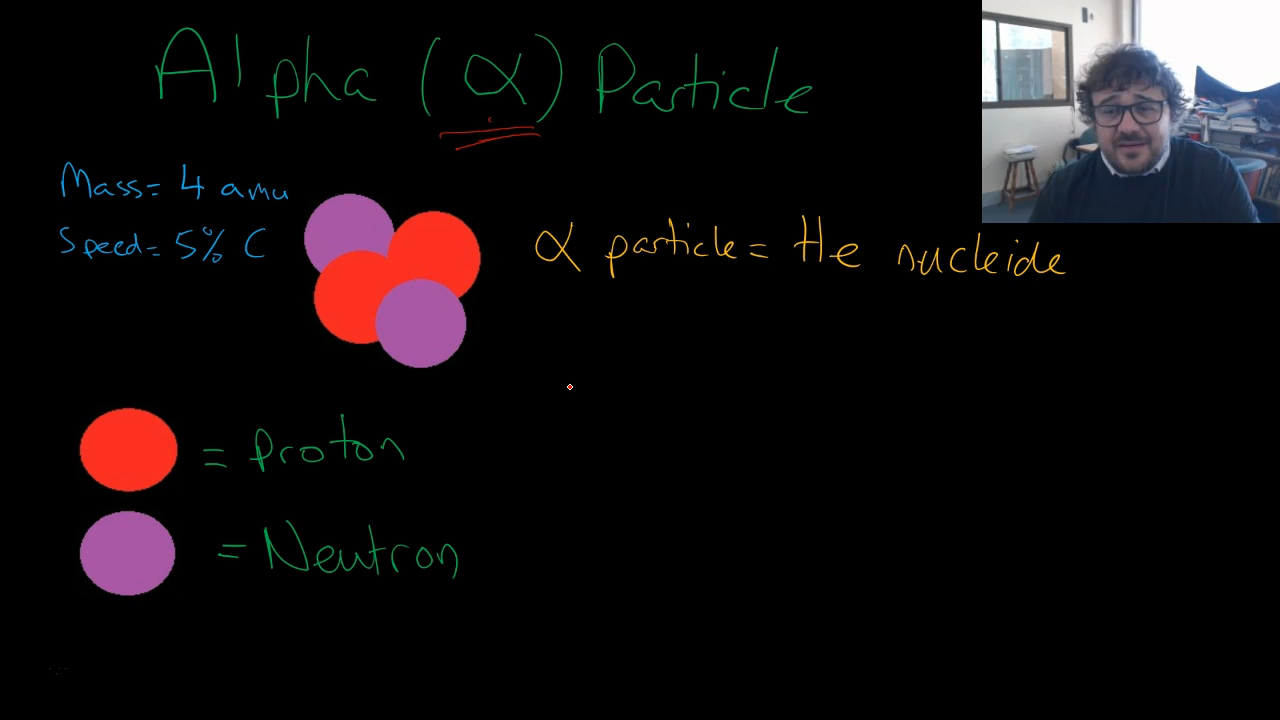 Alpha (α) Particle
Mass= 4 amu
Speed= 5% C
α particle= He nucleide
= Proton
= Neutron